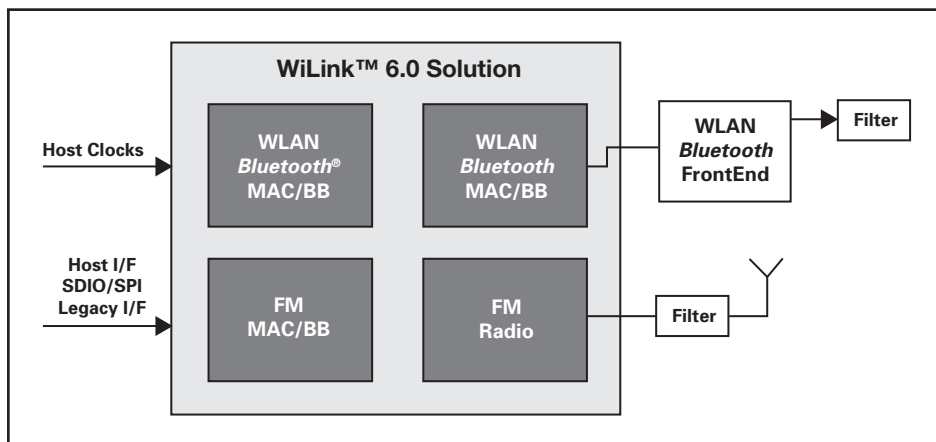 WiLink™ 6.0 Solution
WLAN
Bluetooth®
MAC/BB
WLAN
Bluetooth
MAC/BB
WLAN
Bluetooth
FrontEnd
Filter
Host Clocks
Host I/F
SDIO/SPI
Legacy I/F
FM
MAC/BB
FM
Radio
Filter